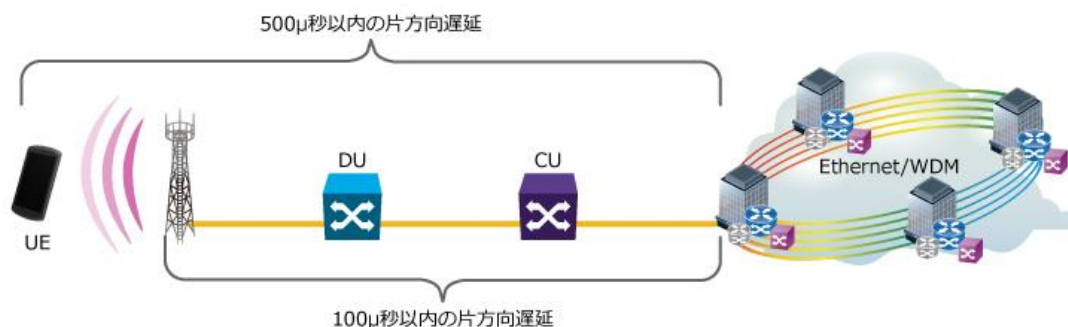 500μ秒以内の片方向遅延
DU
CU
Ethernet/WDM
UE
100μ秒以内の片方向遅延